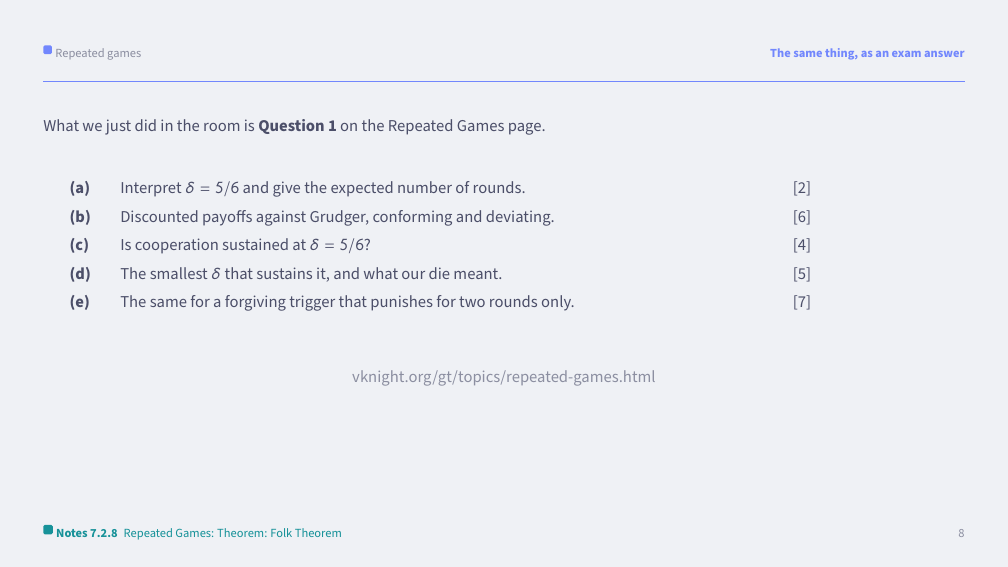 Repeated games
The same thing, as an exam answer
What we just did in the room is Question 1 on the Repeated Games page.
(a) Interpret δ = 5/6 and give the expected number of rounds. [2]
(b) Discounted payoffs against Grudger, conforming and deviating. [6]
(c) Is cooperation sustained at δ = 5/6? [4]
(d) The smallest δ that sustains it, and what our die meant. [5]
(e) The same for a forgiving trigger that punishes for two rounds only. [7]
vknight.org/gt/topics/repeated-games.html
Notes 7.2.8 Repeated Games: Theorem: Folk Theorem
8